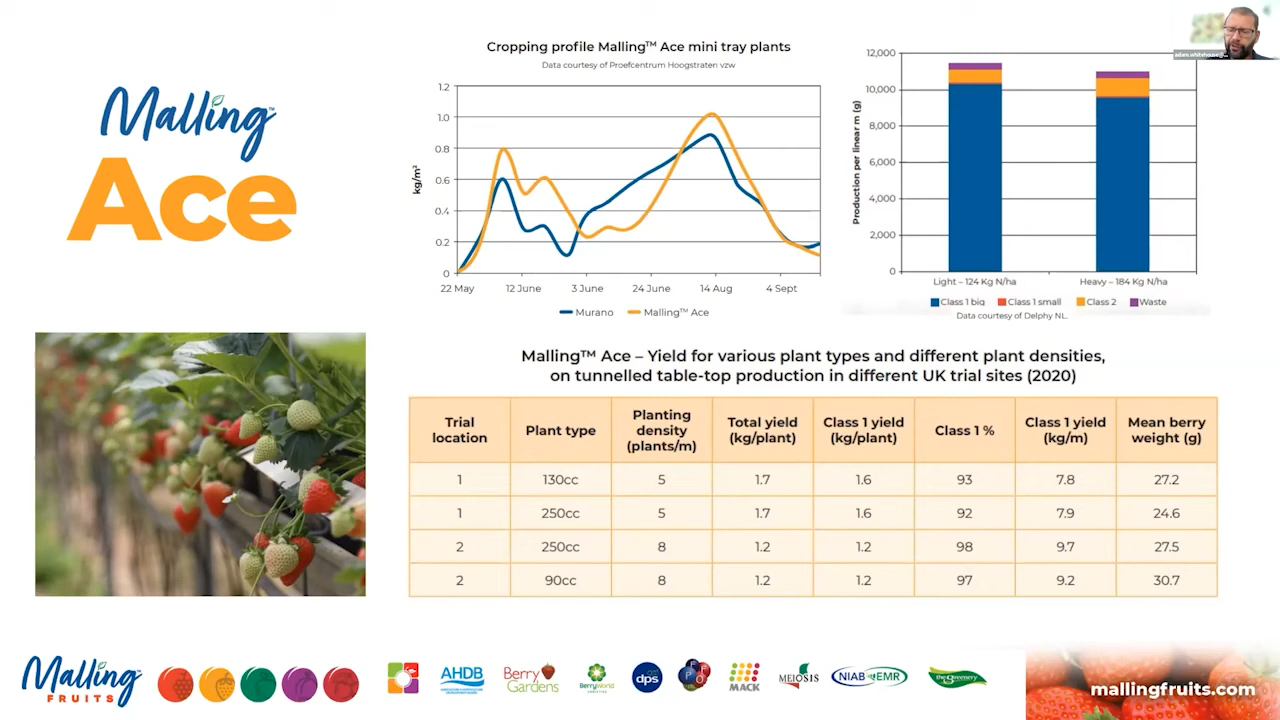 Malling™
Ace
Cropping profile Malling™ Ace mini tray plants
Data courtesy of Proefcentrum Hoogstraten vzw
kg/m²
1.2
1.0
0.8
0.6
0.4
0.2
0
22 May
12 June
3 June
24 June
14 Aug
4 Sept
Murano
Malling™ Ace
Production per linear m (g)
12,000
10,000
8,000
6,000
4,000
2,000
0
Light – 124 Kg N/ha
Heavy – 184 Kg N/ha
Class 1 big
Class 1 small
Class 2
Waste
Data courtesy of Delphy NL.
Malling™ Ace – Yield for various plant types and different plant densities,
on tunnelled table-top production in different UK trial sites (2020)
Trial location Plant type Planting density (plants/m) Total yield (kg/plant) Class 1 yield (kg/plant) Class 1 % Class 1 yield (kg/m) Mean berry weight (g)
1 130cc 5 1.7 1.6 93 7.8 27.2
1 250cc 5 1.7 1.6 92 7.9 24.6
2 250cc 8 1.2 1.2 98 9.7 27.5
2 90cc 8 1.2 1.2 97 9.2 30.7
Malling™
FRUITS
AHDB
Berry Gardens
BerryWorld
dps
FPO
MACK
MEIOSIS
NIAB EMR
the Greenery
mallingfruits.com